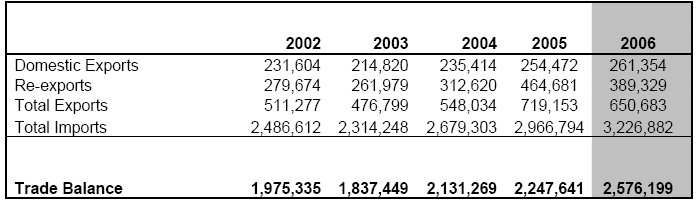 2002 2003 2004 2005 2006
Domestic Exports 231,604 214,820 235,414 254,472 261,354
Re-exports 279,674 261,979 312,620 464,681 389,329
Total Exports 511,277 476,799 548,034 719,153 650,683
Total Imports 2,486,612 2,314,248 2,679,303 2,966,794 3,226,882
Trade Balance 1,975,335 1,837,449 2,131,269 2,247,641 2,576,199